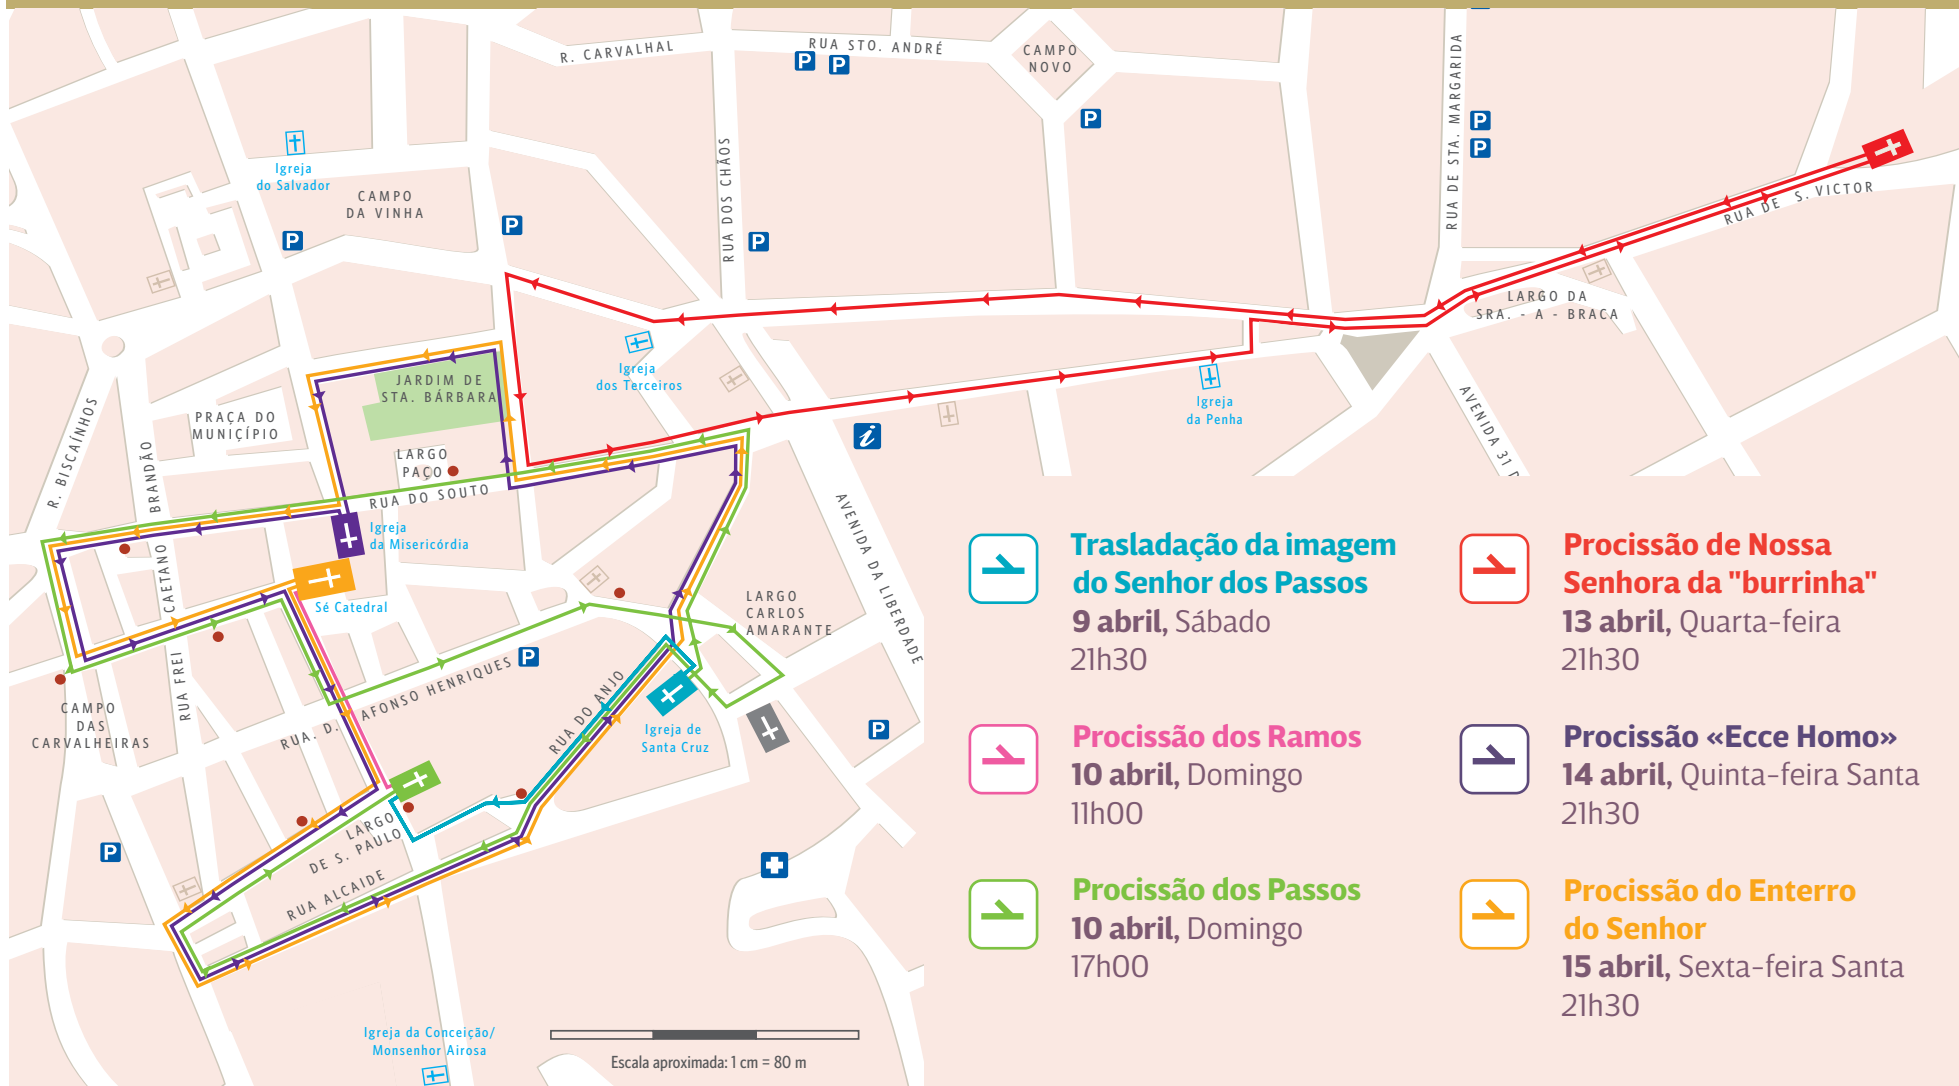 R. CARVALHAL
RUA STO. ANDRÉ
CAMPO
NOVO
P
P
P
P
P
RUA DE STA. MARGARIDA
Igreja
do Salvador
CAMPO
DA VINHA
P
P
P
RUA DOS CHÃOS
RUA DE S. VICTOR
LARGO DA
SRA. - A - BRACA
Igreja
dos Terceiros
Igreja
da Penha
AVENIDA 31 D
JARDIM DE
STA. BÁRBARA
PRAÇA DO
MUNIÇÍPIO
R. BISCAÍNHOS
LARGO
PAÇO
RUA DO SOUTO
i
RUA FREI CAETANO BRANDÃO
Igreja
da Misericórdia
Sé Catedral
AVENIDA DA LIBERDADE
LARGO
CARLOS
AMARANTE
RUA. D. AFONSO HENRIQUES
P
RUA DO ANJO
Igreja de
Santa Cruz
P
CAMPO
DAS
CARVALHEIRAS
LARGO
DE S. PAULO
RUA ALCAIDE
P
Igreja da Conceição/
Monsenhor Airosa
Escala aproximada: 1 cm = 80 m
Trasladação da imagem
do Senhor dos Passos
9 abril, Sábado
21h30
Procissão dos Ramos
10 abril, Domingo
11h00
Procissão dos Passos
10 abril, Domingo
17h00
Procissão de Nossa
Senhora da "burrinha"
13 abril, Quarta-feira
21h30
Procissão «Ecce Homo»
14 abril, Quinta-feira Santa
21h30
Procissão do Enterro
do Senhor
15 abril, Sexta-feira Santa
21h30